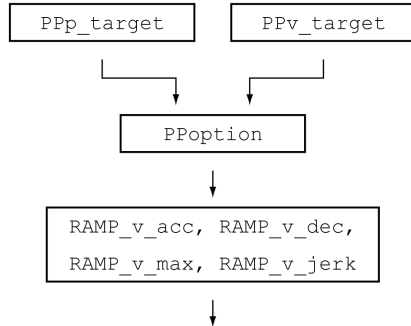 PPp_target
PPv_target
PPoption
RAMP_v_acc, RAMP_v_dec,
RAMP_v_max, RAMP_v_jerk